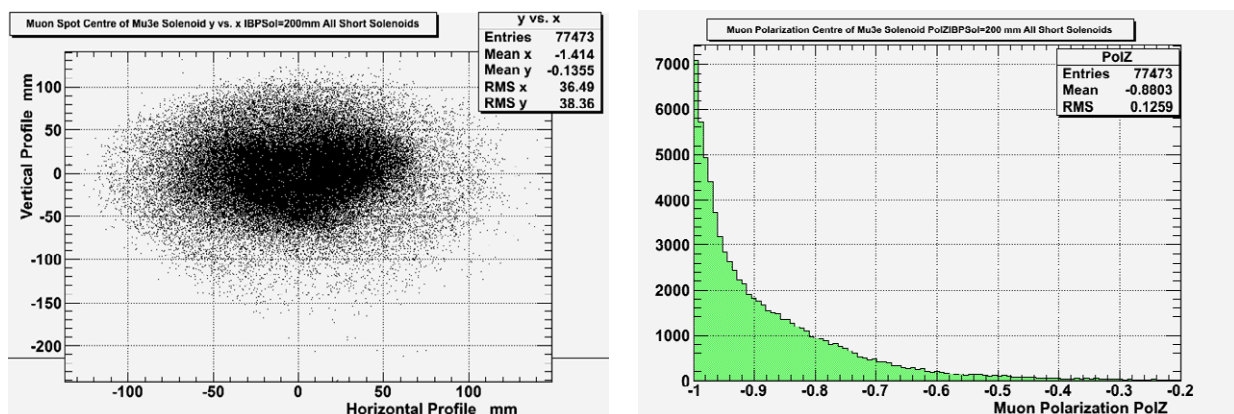 Muon Spot Centre of Mu3e Solenoid y vs. x IBPSol=200mm All Short Solenoids
y vs. x
Entries 77473
Mean x -1.414
Mean y -0.1355
RMS x 36.49
RMS y 38.36
Vertical Profile mm
100
50
0
-50
-100
-150
-200
-100 -50 0 50 100
Horizontal Profile mm
Muon Polarization Centre of Mu3e Solenoid PolZIBPSol=200 mm All Short Solenoids
PolZ
Entries 77473
Mean -0.8803
RMS 0.1259
7000
6000
5000
4000
3000
2000
1000
0
-1 -0.9 -0.8 -0.7 -0.6 -0.5 -0.4 -0.3 -0.2
Muon Polarization PolZ